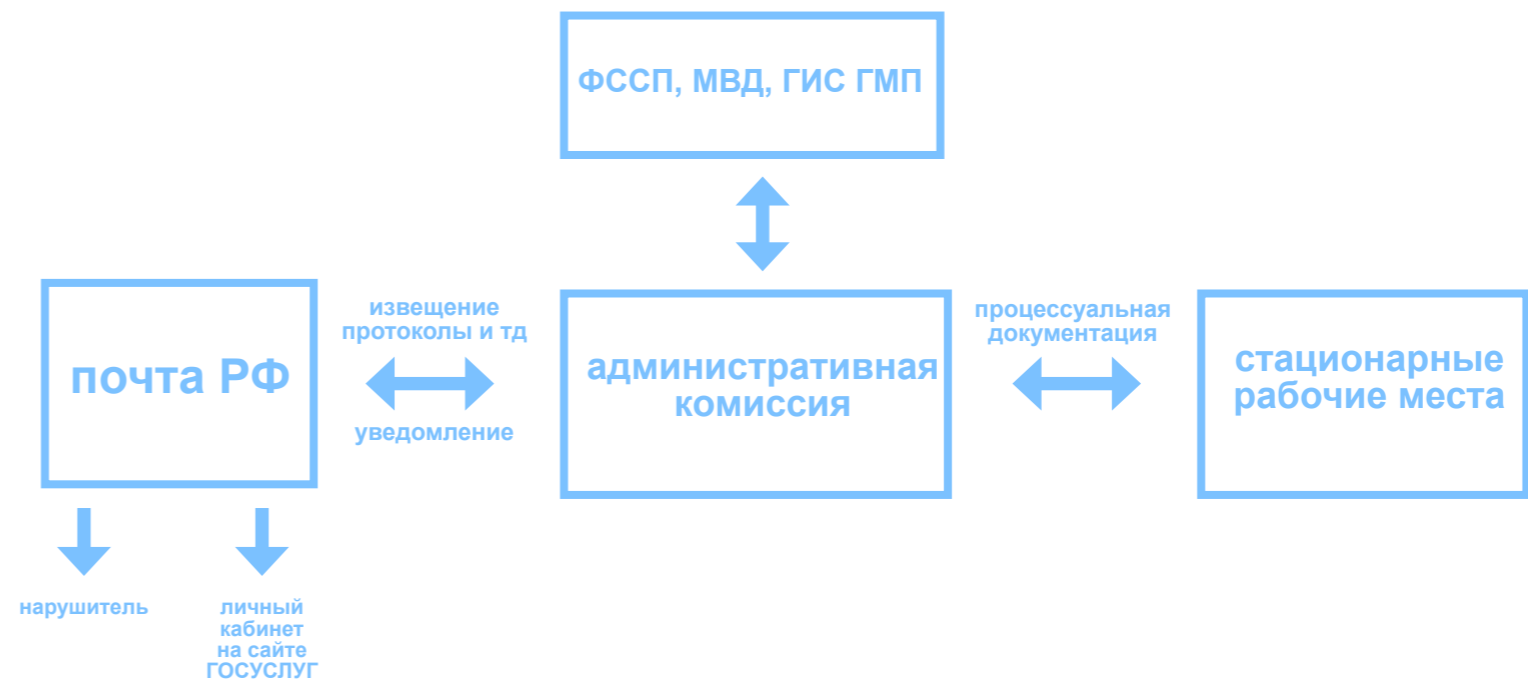 ФССП, МВД, ГИС ГМП
почта РФ
извещение
протоколы и тд
уведомление
административная
комиссия
процессуальная
документация
стационарные
рабочие места
нарушитель
личный
кабинет
на сайте
ГОСУСЛУГ